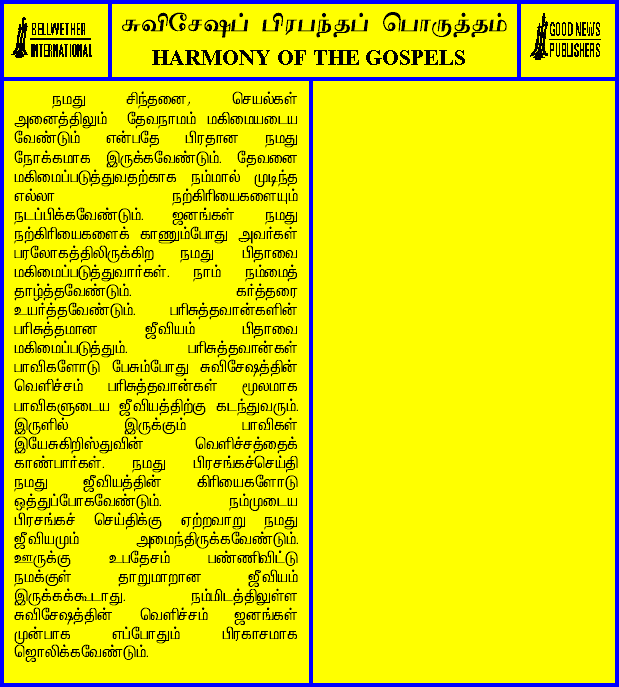 BELLWETHER
INTERNATIONAL
சுவிசேஷப் பிரபந்தப் பொருத்தம்
HARMONY OF THE GOSPELS
GOOD NEWS
PUBLISHERS
நமது சிந்தனை, செயல்கள்
அனைத்திலும் தேவநாமம் மகிமையடைய
வேண்டும் என்பதே பிரதான நமது
நோக்கமாக இருக்கவேண்டும். தேவனை
மகிமைப்படுத்துவதற்காக நம்மால் முடிந்த
எல்லா நற்கிரியைகளையும்
நடப்பிக்கவேண்டும். ஜனங்கள் நமது
நற்கிரியைகளைக் காணும்போது அவர்கள்
பரலோகத்திலிருக்கிற நமது பிதாவை
மகிமைப்படுத்துவார்கள். நாம் நம்மைத்
தாழ்த்தவேண்டும். கர்த்தரை
உயர்த்தவேண்டும். பரிசுத்தவான்களின்
பரிசுத்தமான ஜீவியம் பிதாவை
மகிமைப்படுத்தும். பரிசுத்தவான்கள்
பாவிகளோடு பேசும்போது சுவிசேஷத்தின்
வெளிச்சம் பரிசுத்தவான்கள் மூலமாக
பாவிகளுடைய ஜீவியத்திற்கு கடந்துவரும்.
இருளில் இருக்கும் பாவிகள்
இயேசுகிறிஸ்துவின் வெளிச்சத்தைக்
காண்பார்கள். நமது பிரசங்கச்செய்தி
நமது ஜீவியத்தின் கிரியைகளோடு
ஒத்துப்போகவேண்டும். நம்முடைய
பிரசங்கச் செய்திக்கு ஏற்றவாறு நமது
ஜீவியமும் அமைந்திருக்கவேண்டும்.
ஊருக்கு உபதேசம் பண்ணிவிட்டு
நமக்குள் தாறுமாறான ஜீவியம்
இருக்கக்கூடாது. நம்மிடத்திலுள்ள
சுவிசேஷத்தின் வெளிச்சம் ஜனங்கள்
முன்பாக எப்போதும் பிரகாசமாக
ஜொலிக்கவேண்டும்.